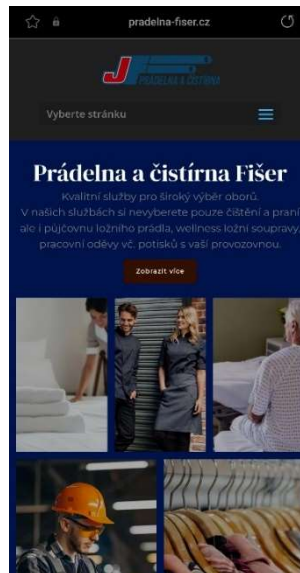 pradelna-fiser.cz
PRÁDELNA A ČISTÍRNA
Vyberte stránku
Prádelna a čistírna Fišer
Kvalitní služby pro široký výběr oborů.
V našich službách si nevyberete pouze čištění a praní
ale i půjčovnu ložního prádla, wellness ložní soupravy,
pracovní oděvy vč. potisků s vaší provozovnou.
Zobrazit více